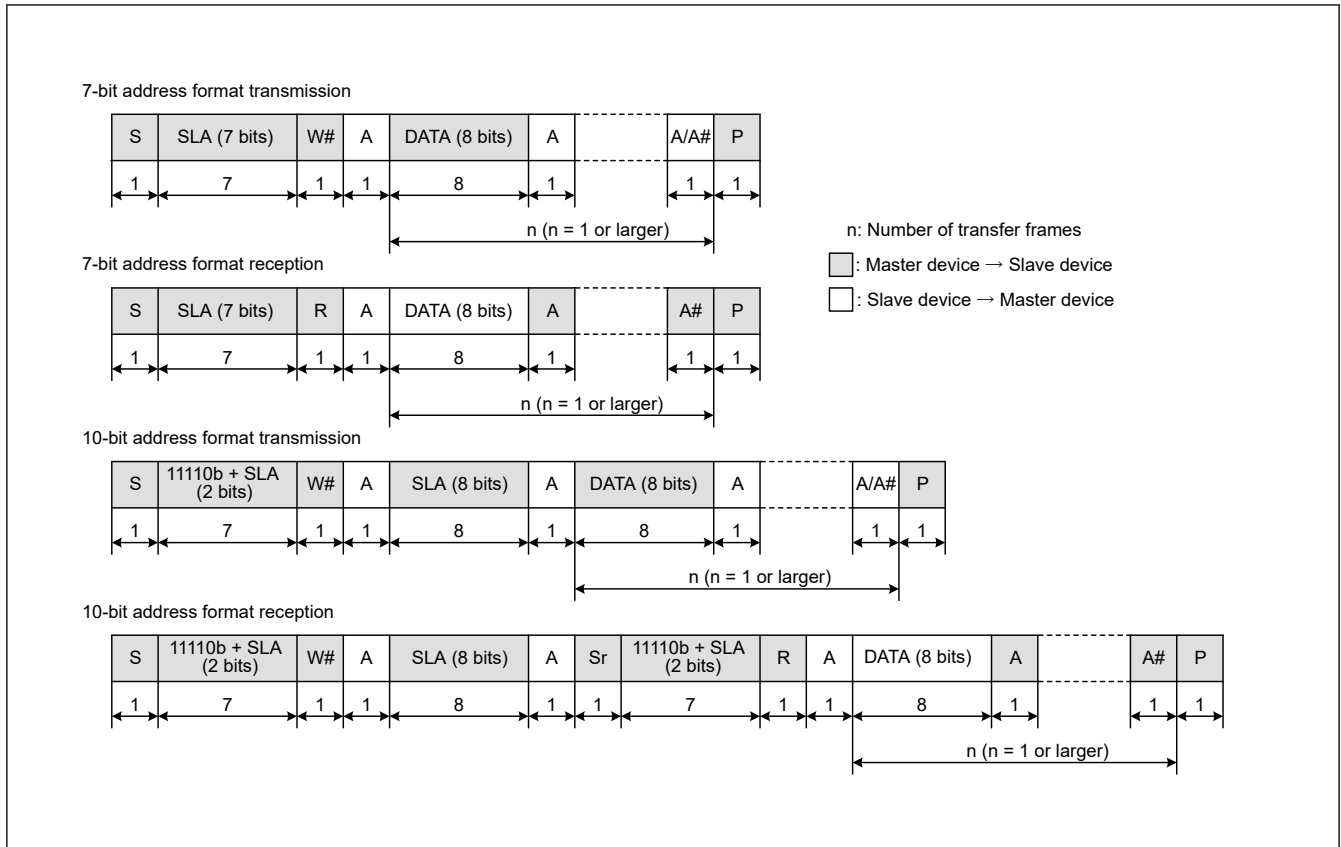 7-bit address format transmission
S SLA (7 bits) W# A DATA (8 bits) A A/A# P
1 7 1 1 8 1 1 1
n (n = 1 or larger)
n: Number of transfer frames
: Master device → Slave device
: Slave device → Master device
7-bit address format reception
S SLA (7 bits) R A DATA (8 bits) A A# P
1 7 1 1 8 1 1 1
n (n = 1 or larger)
10-bit address format transmission
S 11110b + SLA (2 bits) W# A SLA (8 bits) A DATA (8 bits) A A/A# P
1 7 1 1 8 1 8 1 1 1
n (n = 1 or larger)
10-bit address format reception
S 11110b + SLA (2 bits) W# A SLA (8 bits) A Sr 11110b + SLA (2 bits) R A DATA (8 bits) A A# P
1 7 1 1 8 1 1 7 1 1 8 1 1 1
n (n = 1 or larger)